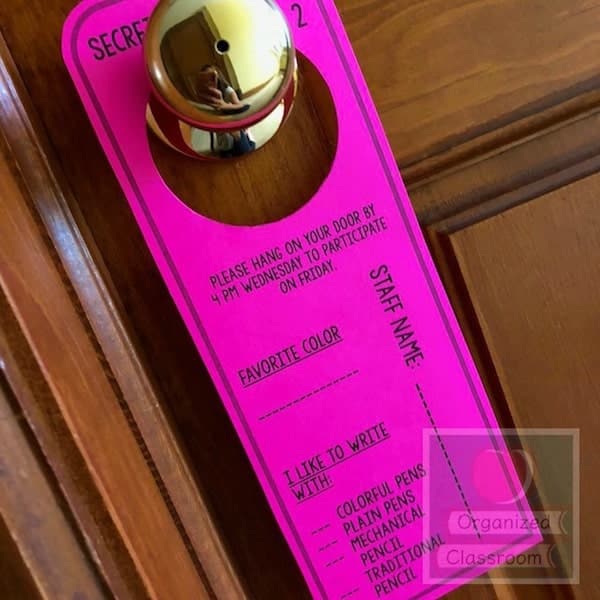 2
PLEASE HANG ON YOUR DOOR BY
4 PM WEDNESDAY TO PARTICIPATE
ON FRIDAY.
STAFF NAME:
FAVORITE COLOR
I LIKE TO WRITE
WITH:
COLORFUL PENS
PLAIN PENS
MECHANICAL
PENCIL
TRADITIONAL
PENCIL
Organized
Classroom